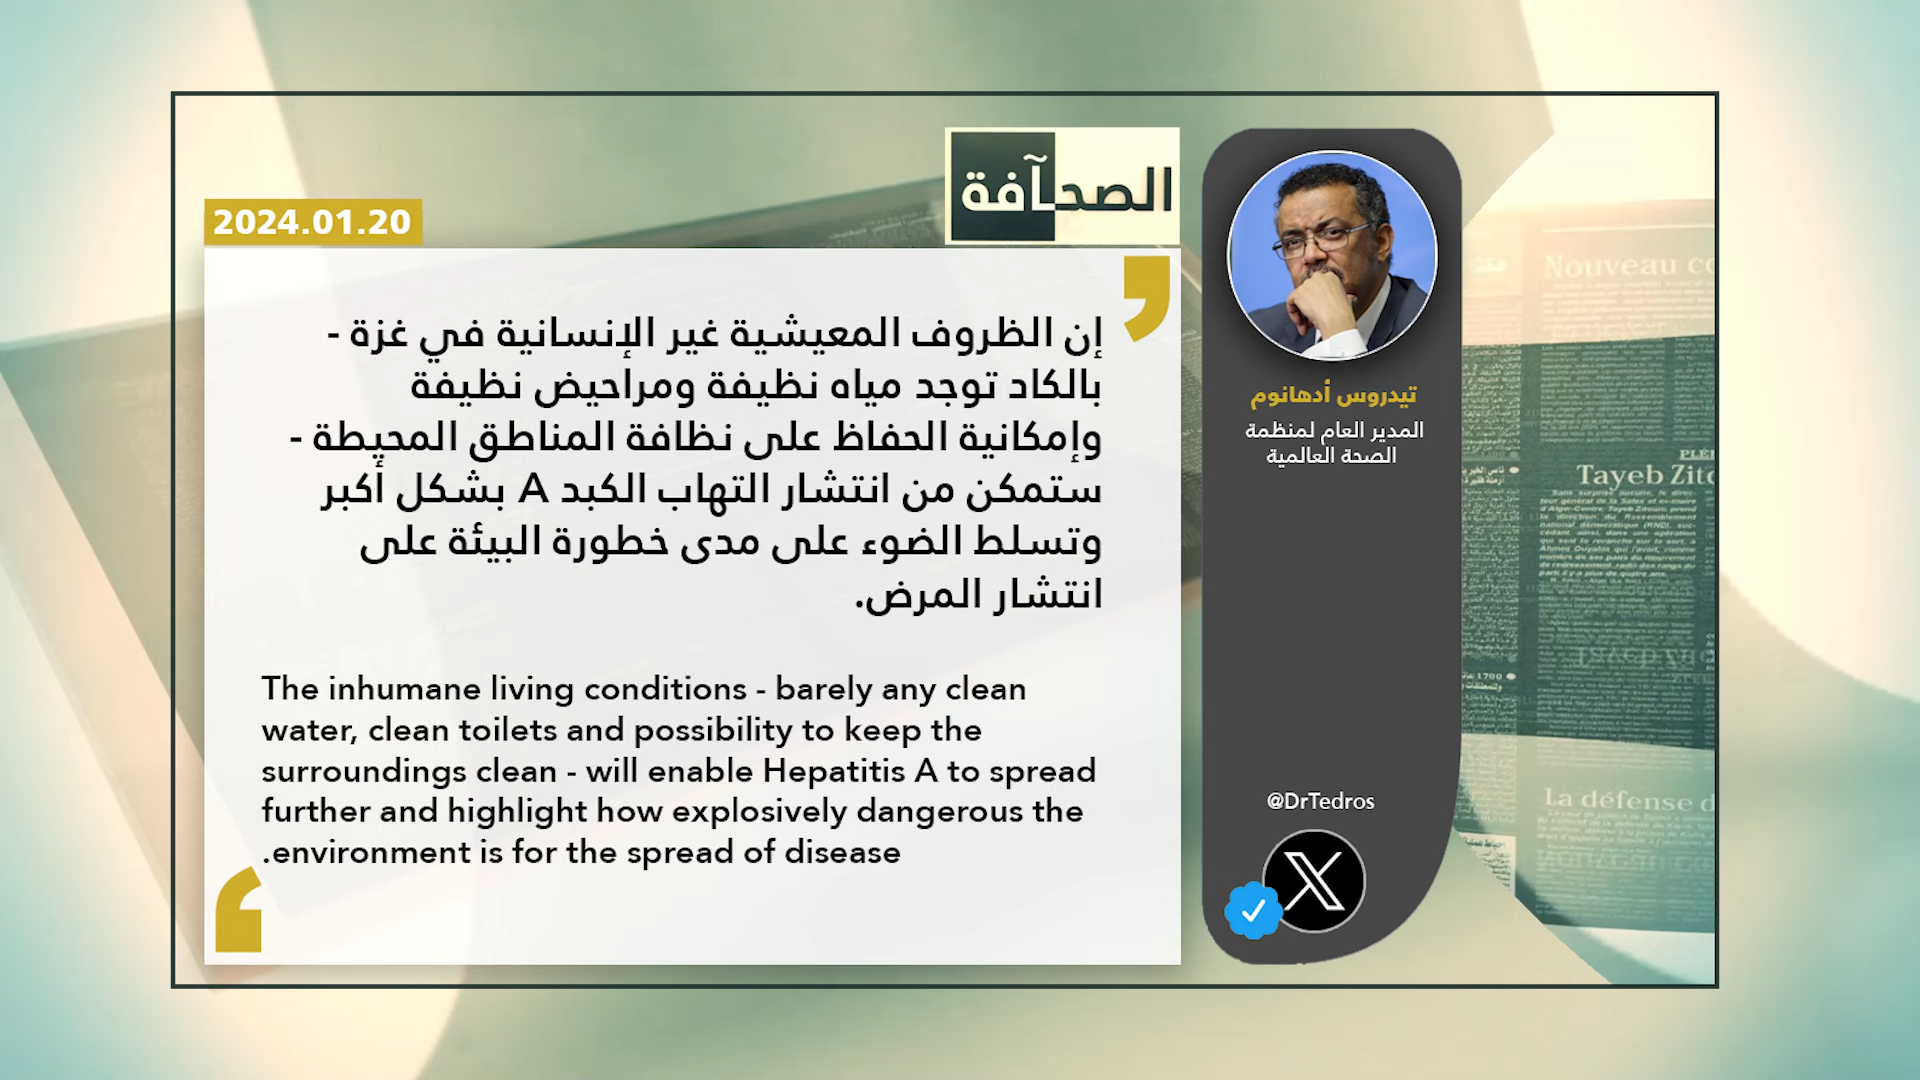 الصحآفة
2024.01.20
إن الظروف المعيشية غير الإنسانية في غزة -
بالكاد توجد مياه نظيفة ومراحيض نظيفة
وإمكانية الحفاظ على نظافة المناطق المحيطة -
ستمكن من انتشار التهاب الكبد A بشكل أكبر
وتسلط الضوء على مدى خطورة البيئة على
انتشار المرض.
The inhumane living conditions - barely any clean
water, clean toilets and possibility to keep the
surroundings clean - will enable Hepatitis A to spread
further and highlight how explosively dangerous the
.environment is for the spread of disease
تيدروس أدهانوم
المدير العام لمنظمة
الصحة العالمية
@DrTedros
Nouveau
Tayeb
La défense